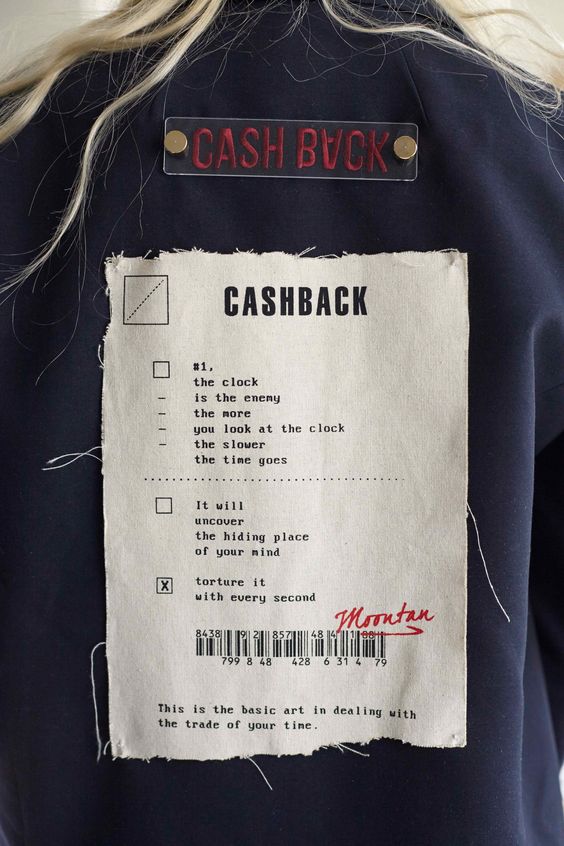 CASH BACK
CASHBACK
#1,
the clock
is the enemy
the more
you look at the clock
the slower
the time goes
It will
uncover
the hiding place
of your mind
X
torture it
with every second
Moontan
8438 9 2 857 48 4 1
799 8 48 428 6 31 4 79
This is the basic art in dealing with
the trade of your time.